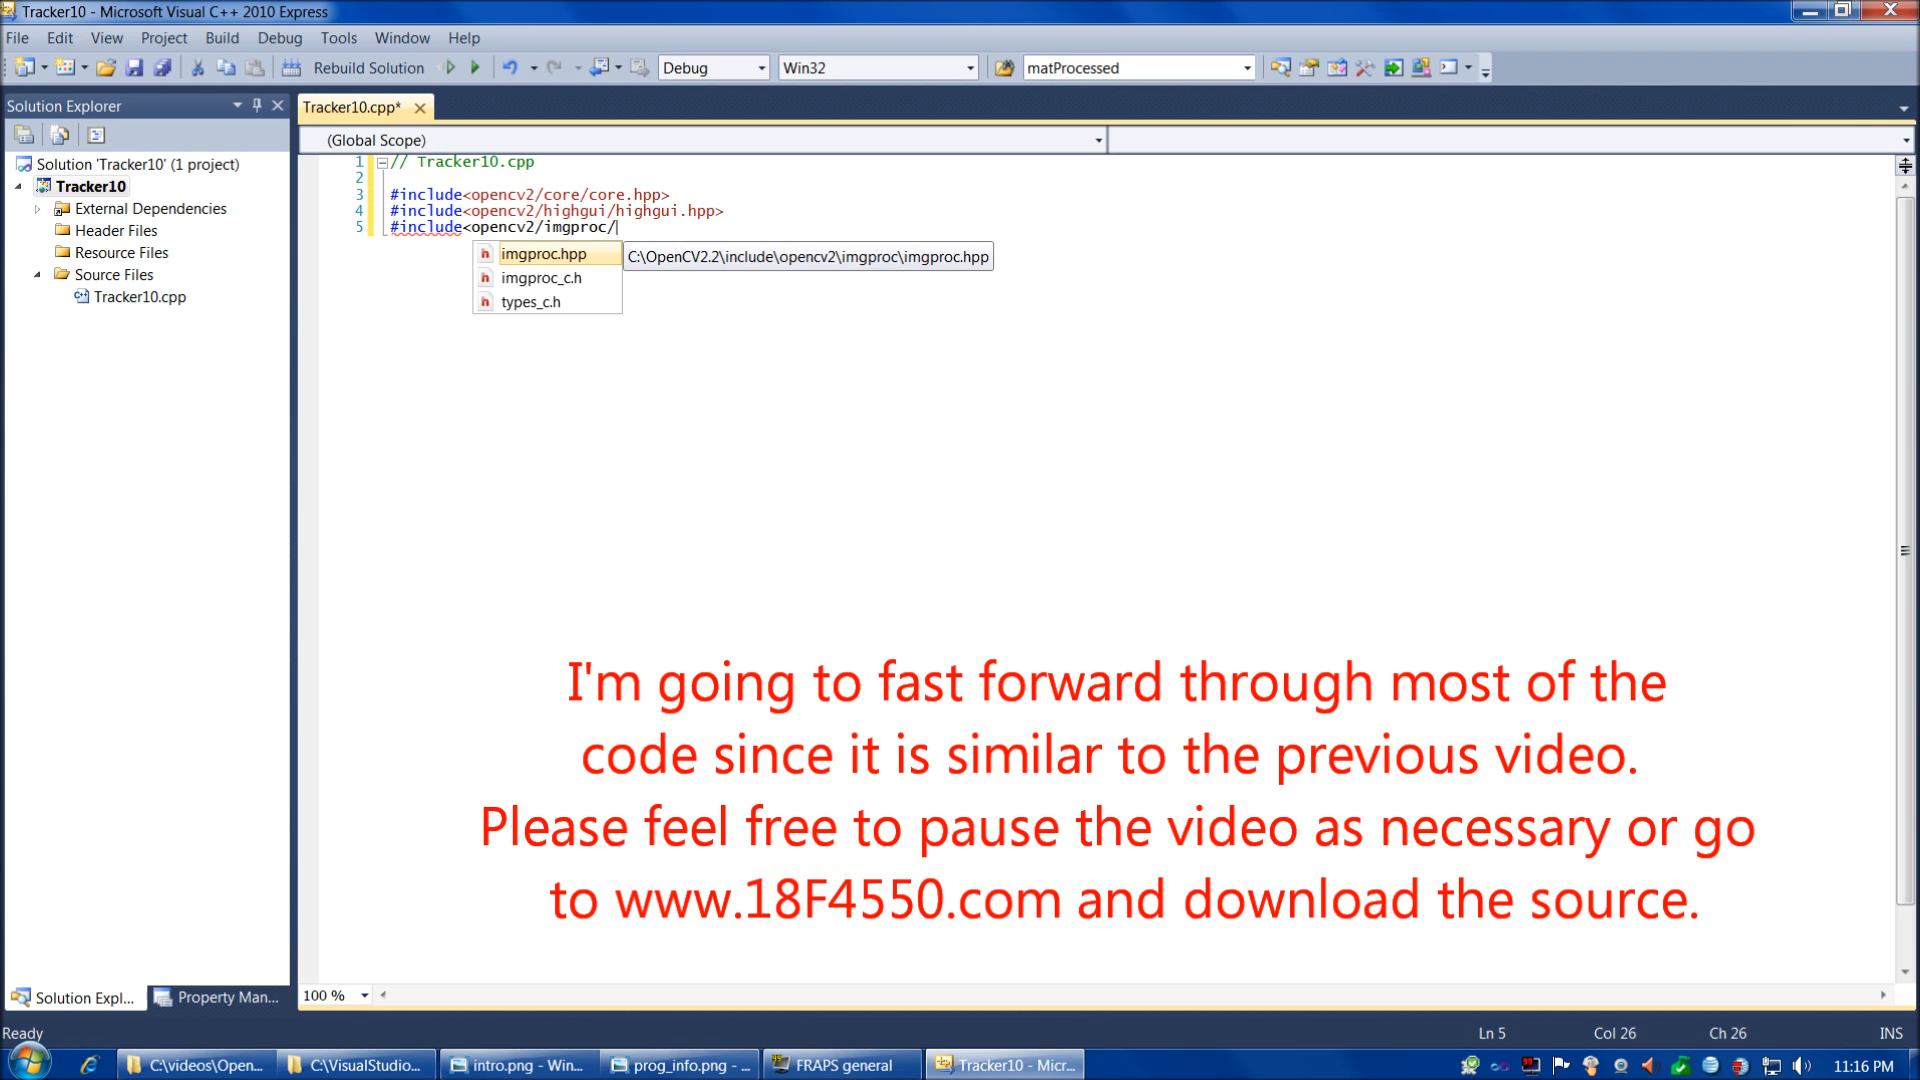 Tracker10 - Microsoft Visual C++ 2010 Express
File Edit View Project Build Debug Tools Window Help
Rebuild Solution Debug Win32 matProcessed
Solution Explorer
Tracker10.cpp*
(Global Scope)
Solution 'Tracker10' (1 project)
Tracker10
External Dependencies
Header Files
Resource Files
Source Files
Tracker10.cpp
1 // Tracker10.cpp
2
3 #include<opencv2/core/core.hpp>
4 #include<opencv2/highgui/highgui.hpp>
5 #include<opencv2/imgproc/
imgproc.hpp C:\OpenCV2.2\include\opencv2\imgproc\imgproc.hpp
imgproc_c.h
types_c.h
I'm going to fast forward through most of the
code since it is similar to the previous video.
Please feel free to pause the video as necessary or go
to www.18F4550.com and download the source.
100 %
Solution Expl... Property Man...
Ready Ln 5 Col 26 Ch 26 INS
C:\videos\Open... C:\VisualStudio... intro.png - Win... prog_info.png - ... FRAPS general Tracker10 - Micr... 11:16 PM